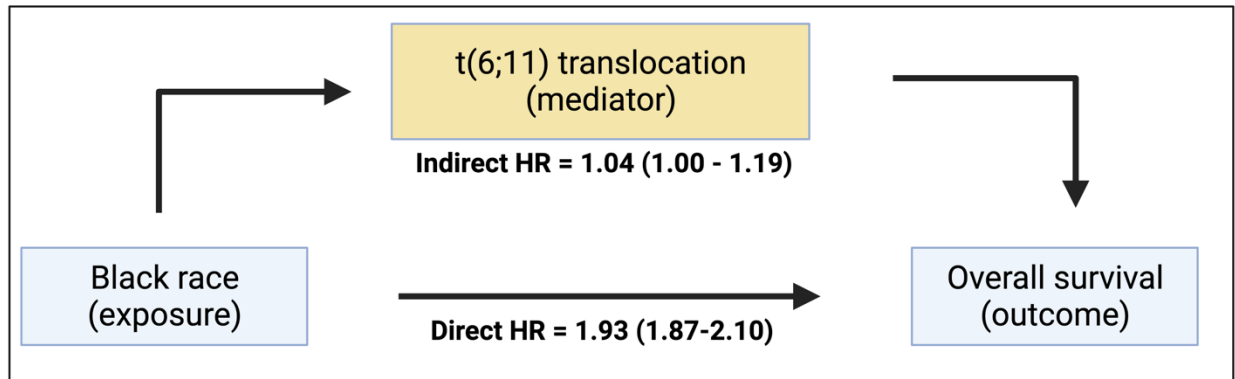 t(6;11) translocation
(mediator)
Indirect HR = 1.04 (1.00 - 1.19)
Black race
(exposure)
Direct HR = 1.93 (1.87-2.10)
Overall survival
(outcome)